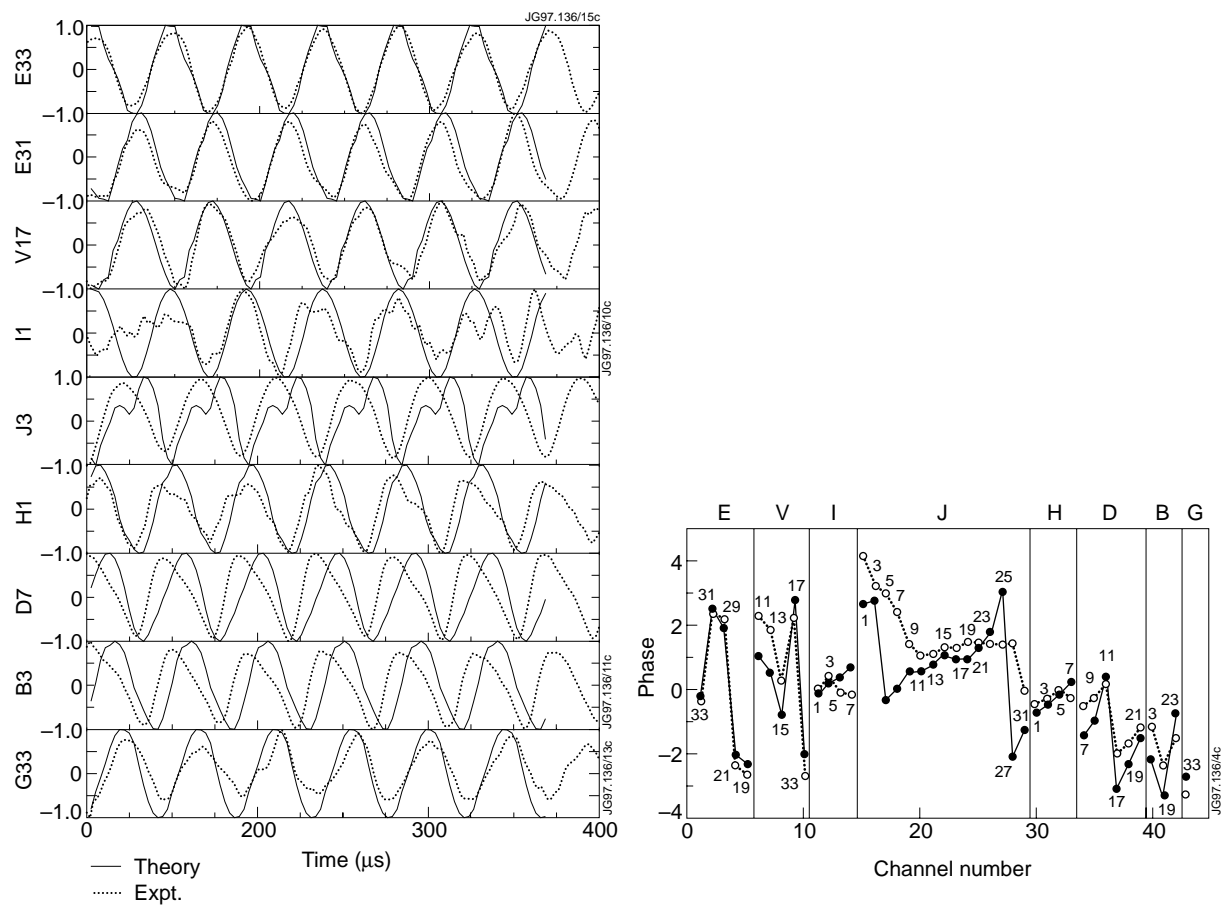 JG97.136/15c
1.0
0
–1.0
E33
0
E31
–1.0
0
V17
–1.0
0
I1
JG97.136/10c
1.0
0
J3
–1.0
0
H1
–1.0
0
D7
–1.0
0
B3
JG97.136/11c
–1.0
0
G33
JG97.136/13c
–1.0
0 250 250 400
Time (μs)
Theory
Expt.
E V I J H D B G
4
2
0
–2
–4
Phase
31 29
33
21
19
11
13
17
15
33
3
1 5 7
3
5
7
1
9
11
13
15
17
19
21
23
25
27
31
3
1 5
7
9
11
7
17
19
21
3
19
23
33
0 10 20 30 40
Channel number
JG97.136/4c